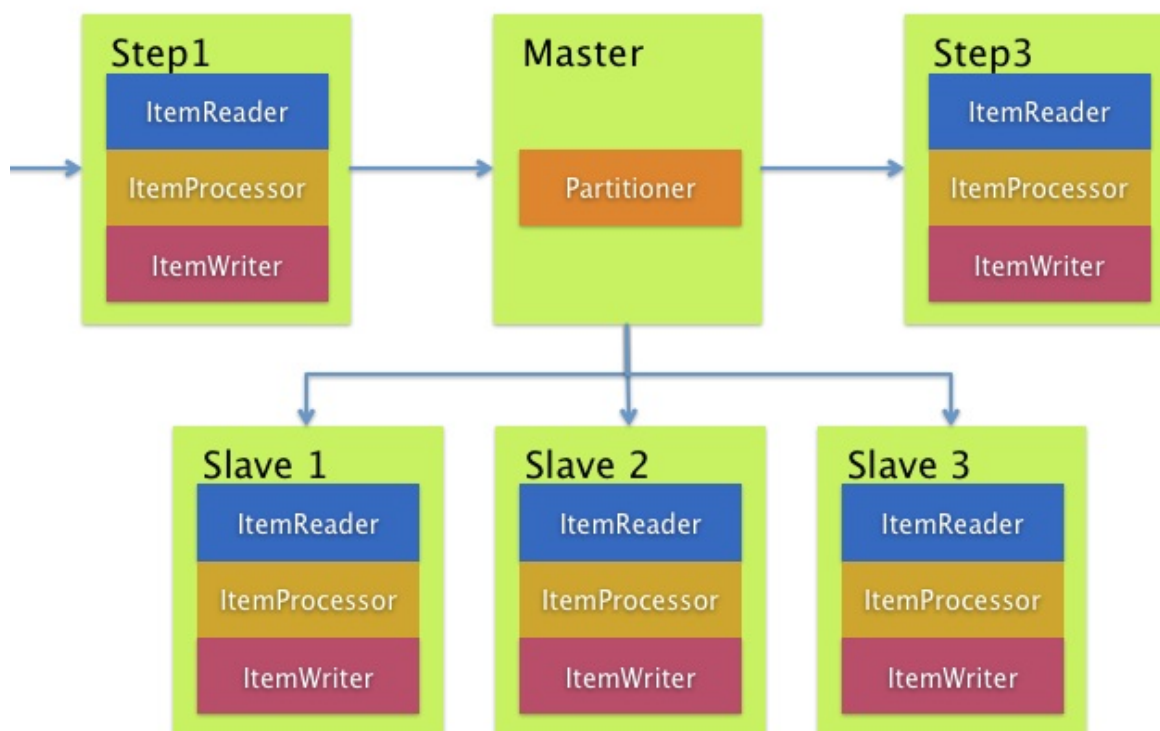 Step1
ItemReader
ItemProcessor
ItemWriter
Master
Partitioner
Step3
ItemReader
ItemProcessor
ItemWriter
Slave 1
ItemReader
ItemProcessor
ItemWriter
Slave 2
ItemReader
ItemProcessor
ItemWriter
Slave 3
ItemReader
ItemProcessor
ItemWriter